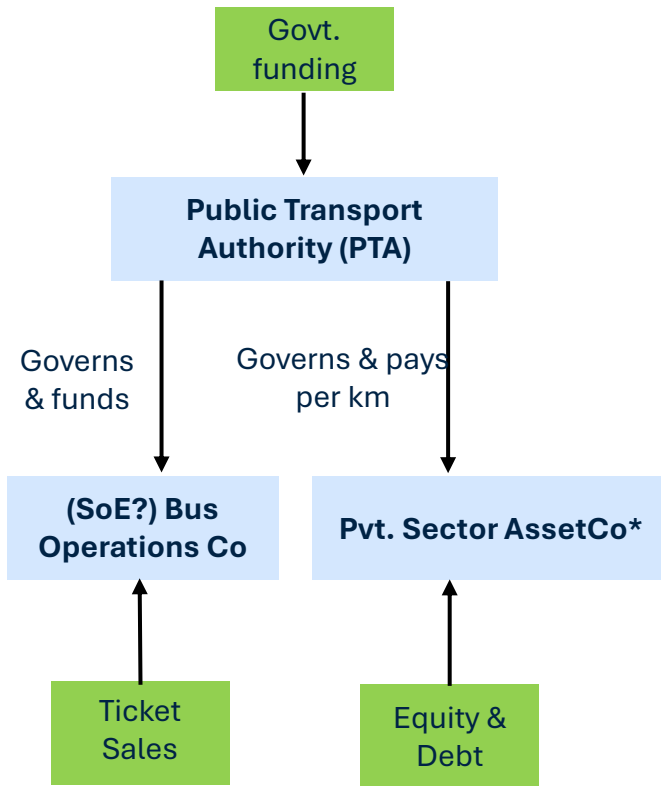 Govt.
funding
Public Transport
Authority (PTA)
Governs
& funds
Governs & pays
per km
(SoE?) Bus
Operations Co
Pvt. Sector AssetCo*
Ticket
Sales
Equity &
Debt